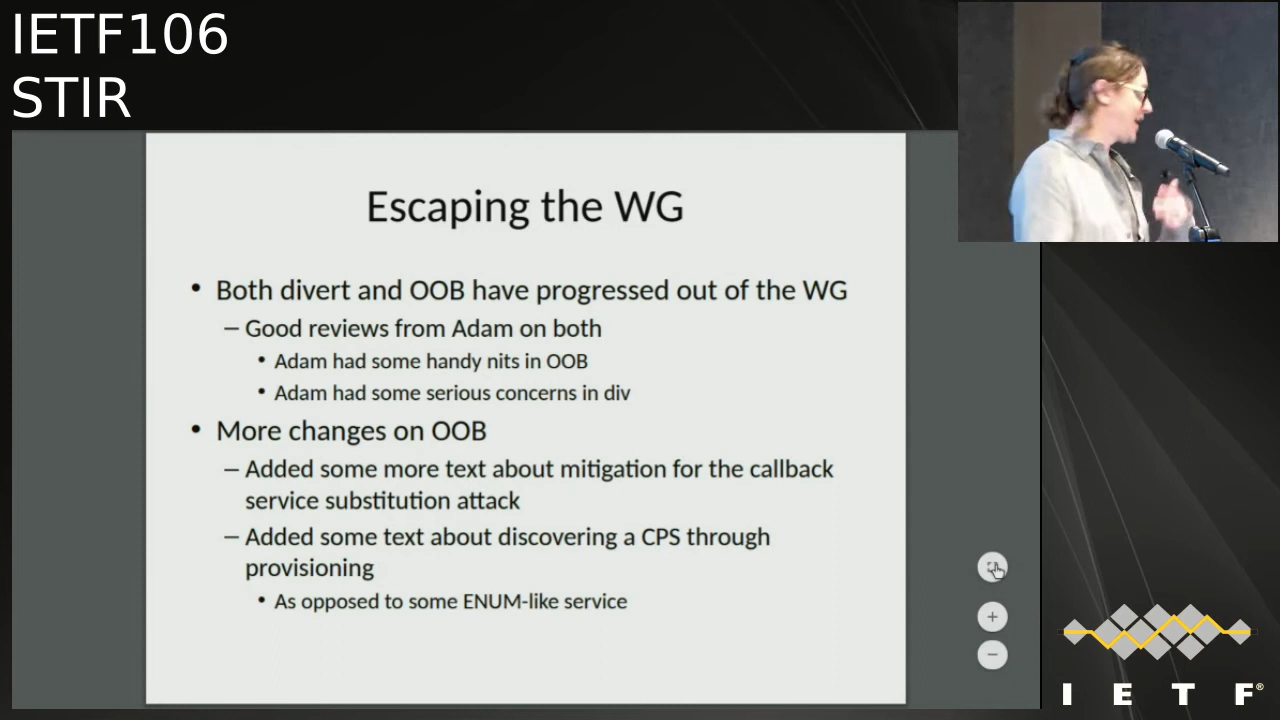 IETF106
STIR
Escaping the WG
• Both divert and OOB have progressed out of the WG
– Good reviews from Adam on both
• Adam had some handy nits in OOB
• Adam had some serious concerns in div
• More changes on OOB
– Added some more text about mitigation for the callback
service substitution attack
– Added some text about discovering a CPS through
provisioning
• As opposed to some ENUM-like service
+
−
I E T F®